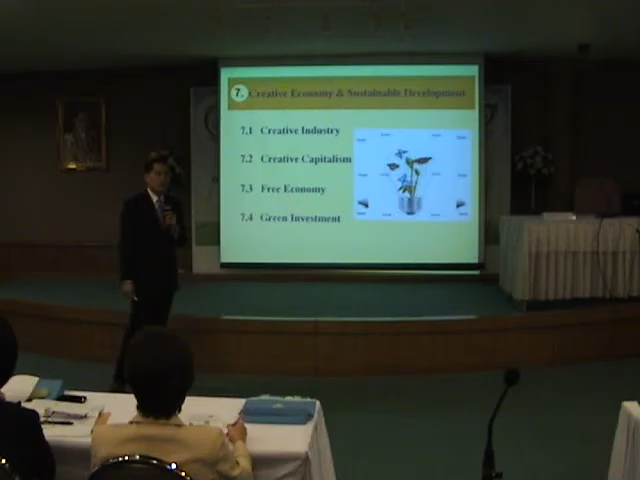 7. Creative Economy & Sustainable Development
7.1 Creative Industry
7.2 Creative Capitalism
7.3 Free Economy
7.4 Green Investment